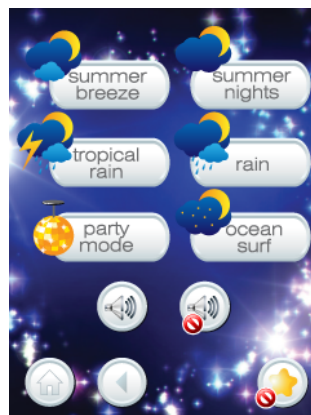 summer
breeze
summer
nights
tropical
rain
rain
party
mode
ocean
surf